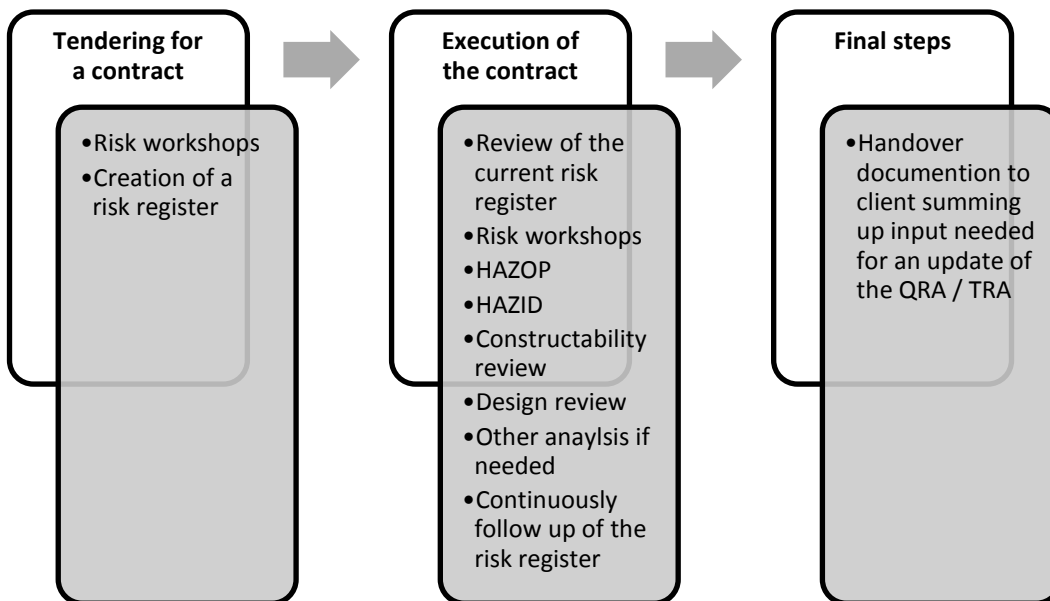 Tendering for
a contract
•Risk workshops
•Creation of a
risk register
Execution of
the contract
•Review of the
current risk
register
•Risk workshops
•HAZOP
•HAZID
•Constructability
review
•Design review
•Other anaylsis if
needed
•Continuously
follow up of the
risk register
Final steps
•Handover
documention to
client summing
up input needed
for an update of
the QRA / TRA